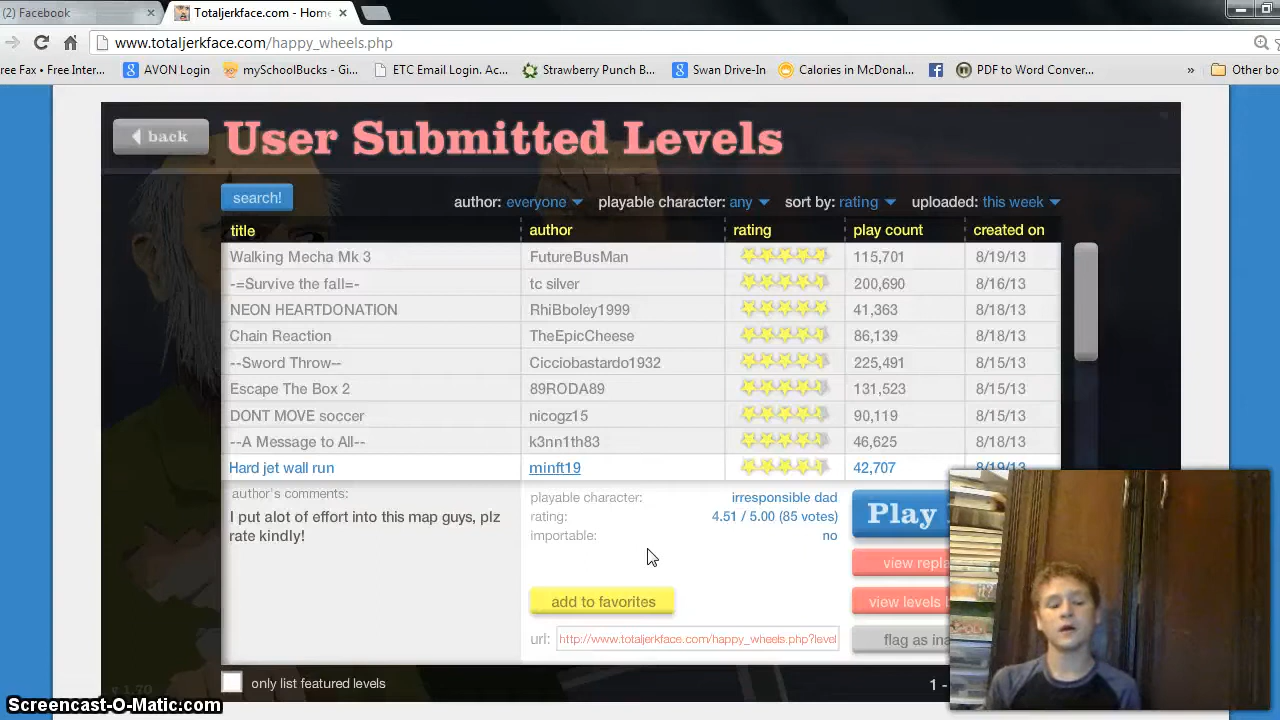 (2) Facebook
Totaljerkface.com - Hom
www.totaljerkface.com/happy_wheels.php
ree Fax • Free Inter...
AVON Login
mySchoolBucks - Gi...
ETC Email Login. Ac...
Strawberry Punch B...
Swan Drive-In
Calories in McDonal...
PDF to Word Conver...
»
Other bo
back
User Submitted Levels
search!
author: everyone
playable character: any
sort by: rating
uploaded: this week
title author rating play count created on
Walking Mecha Mk 3 FutureBusMan 115,701 8/19/13
-=Survive the fall=- tc silver 200,690 8/16/13
NEON HEARTDONATION RhiBboley1999 41,363 8/18/13
Chain Reaction TheEpicCheese 86,139 8/18/13
--Sword Throw-- Cicciobastardo1932 225,491 8/15/13
Escape The Box 2 89RODA89 131,523 8/15/13
DONT MOVE soccer nicogz15 90,119 8/15/13
--A Message to All-- k3nn1th83 46,625 8/18/13
Hard jet wall run minft19 42,707 8/19/13
author's comments:
I put alot of effort into this map guys, plz
rate kindly!
playable character: irresponsible dad
rating: 4.51 / 5.00 (85 votes)
importable: no
add to favorites
url: http://www.totaljerkface.com/happy_wheels.php?level
Play
view repla
view levels
flag as ina
only list featured levels
1 -
Screencast-O-Matic.com